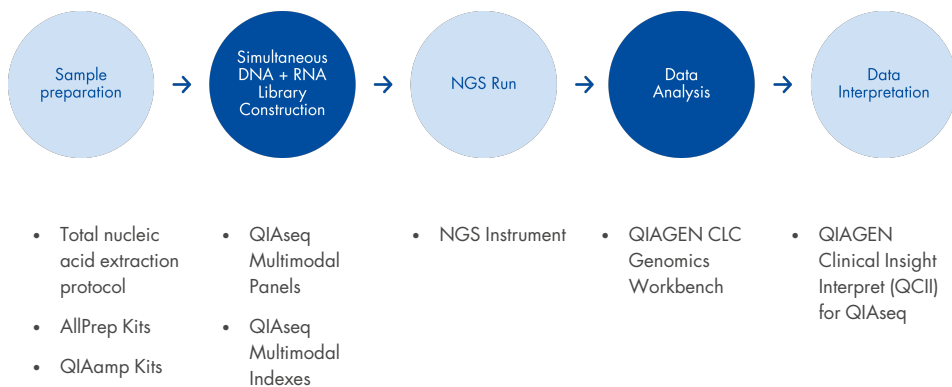 Sample
preparation
Simultaneous
DNA + RNA
Library
Construction
NGS Run
Data
Analysis
Data
Interpretation
• Total nucleic
acid extraction
protocol
• AllPrep Kits
• QIAamp Kits
• QIAseq
Multimodal
Panels
• QIAseq
Multimodal
Indexes
• NGS Instrument
• QIAGEN CLC
Genomics
Workbench
• QIAGEN
Clinical Insight
Interpret (QCII)
for QIAseq